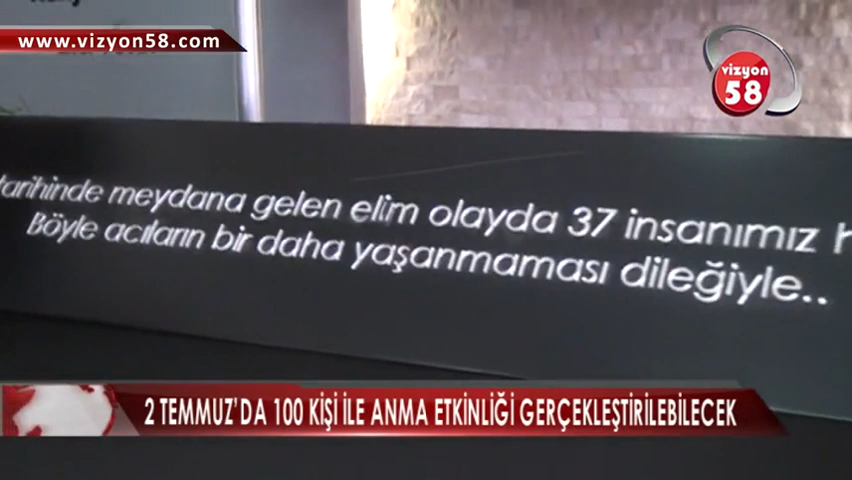 www.vizyon58.com
vizyon
58
tarihinde meydana gelen elim olayda 37 insanımız
Böyle acıların bir daha yaşanmaması dileğiyle..
2 TEMMUZ'DA 100 KİŞİ İLE ANMA ETKİNLİĞİ GERÇEKLEŞTİRİLEBİLECEK